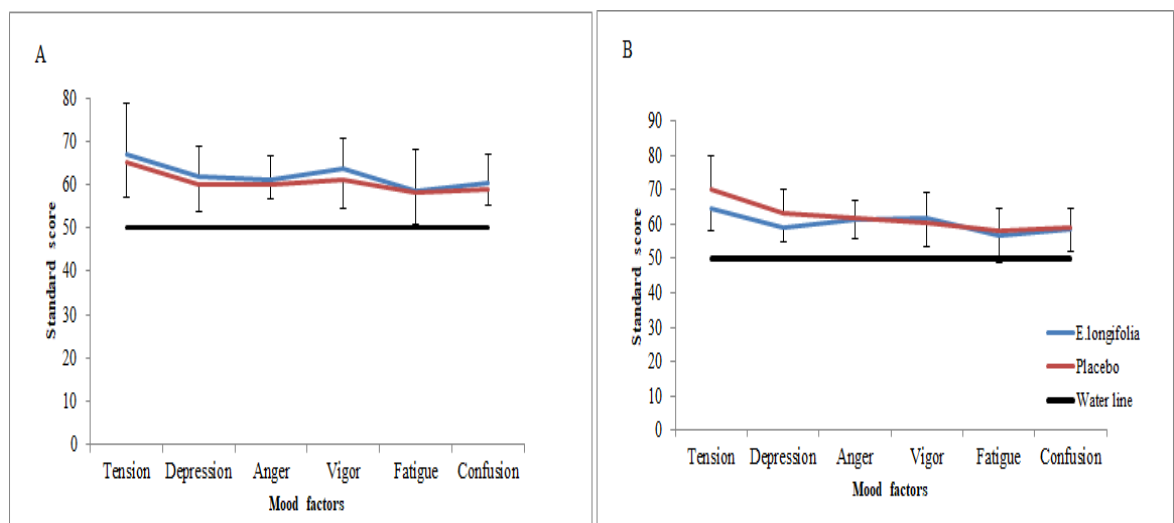 A
Standard score
80
70
60
50
40
30
20
10
0
Tension Depression Anger Vigor Fatigue Confusion
Mood factors
B
Standard score
90
80
70
60
50
40
30
20
10
0
E.longifolia
Placebo
Water line
Tension Depression Anger Vigor Fatigue Confusion
Mood factors